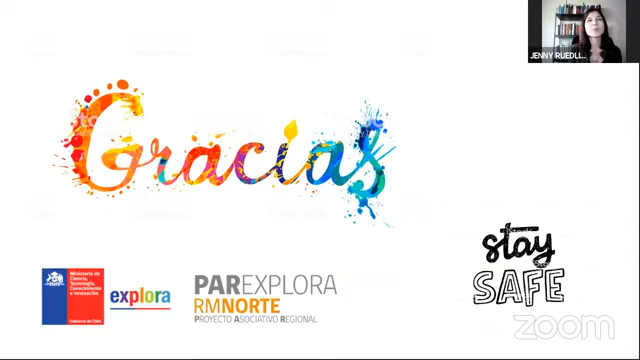 JENNY RUEDL...
Gracias
Ministerio de
Ciencia,
Tecnología,
Conocimiento
e Innovación
Gobierno de Chile
explora
PAREXPLORA
RMNORTE
PROYECTO ASOCIATIVO REGIONAL
stay
SAFE
zoom